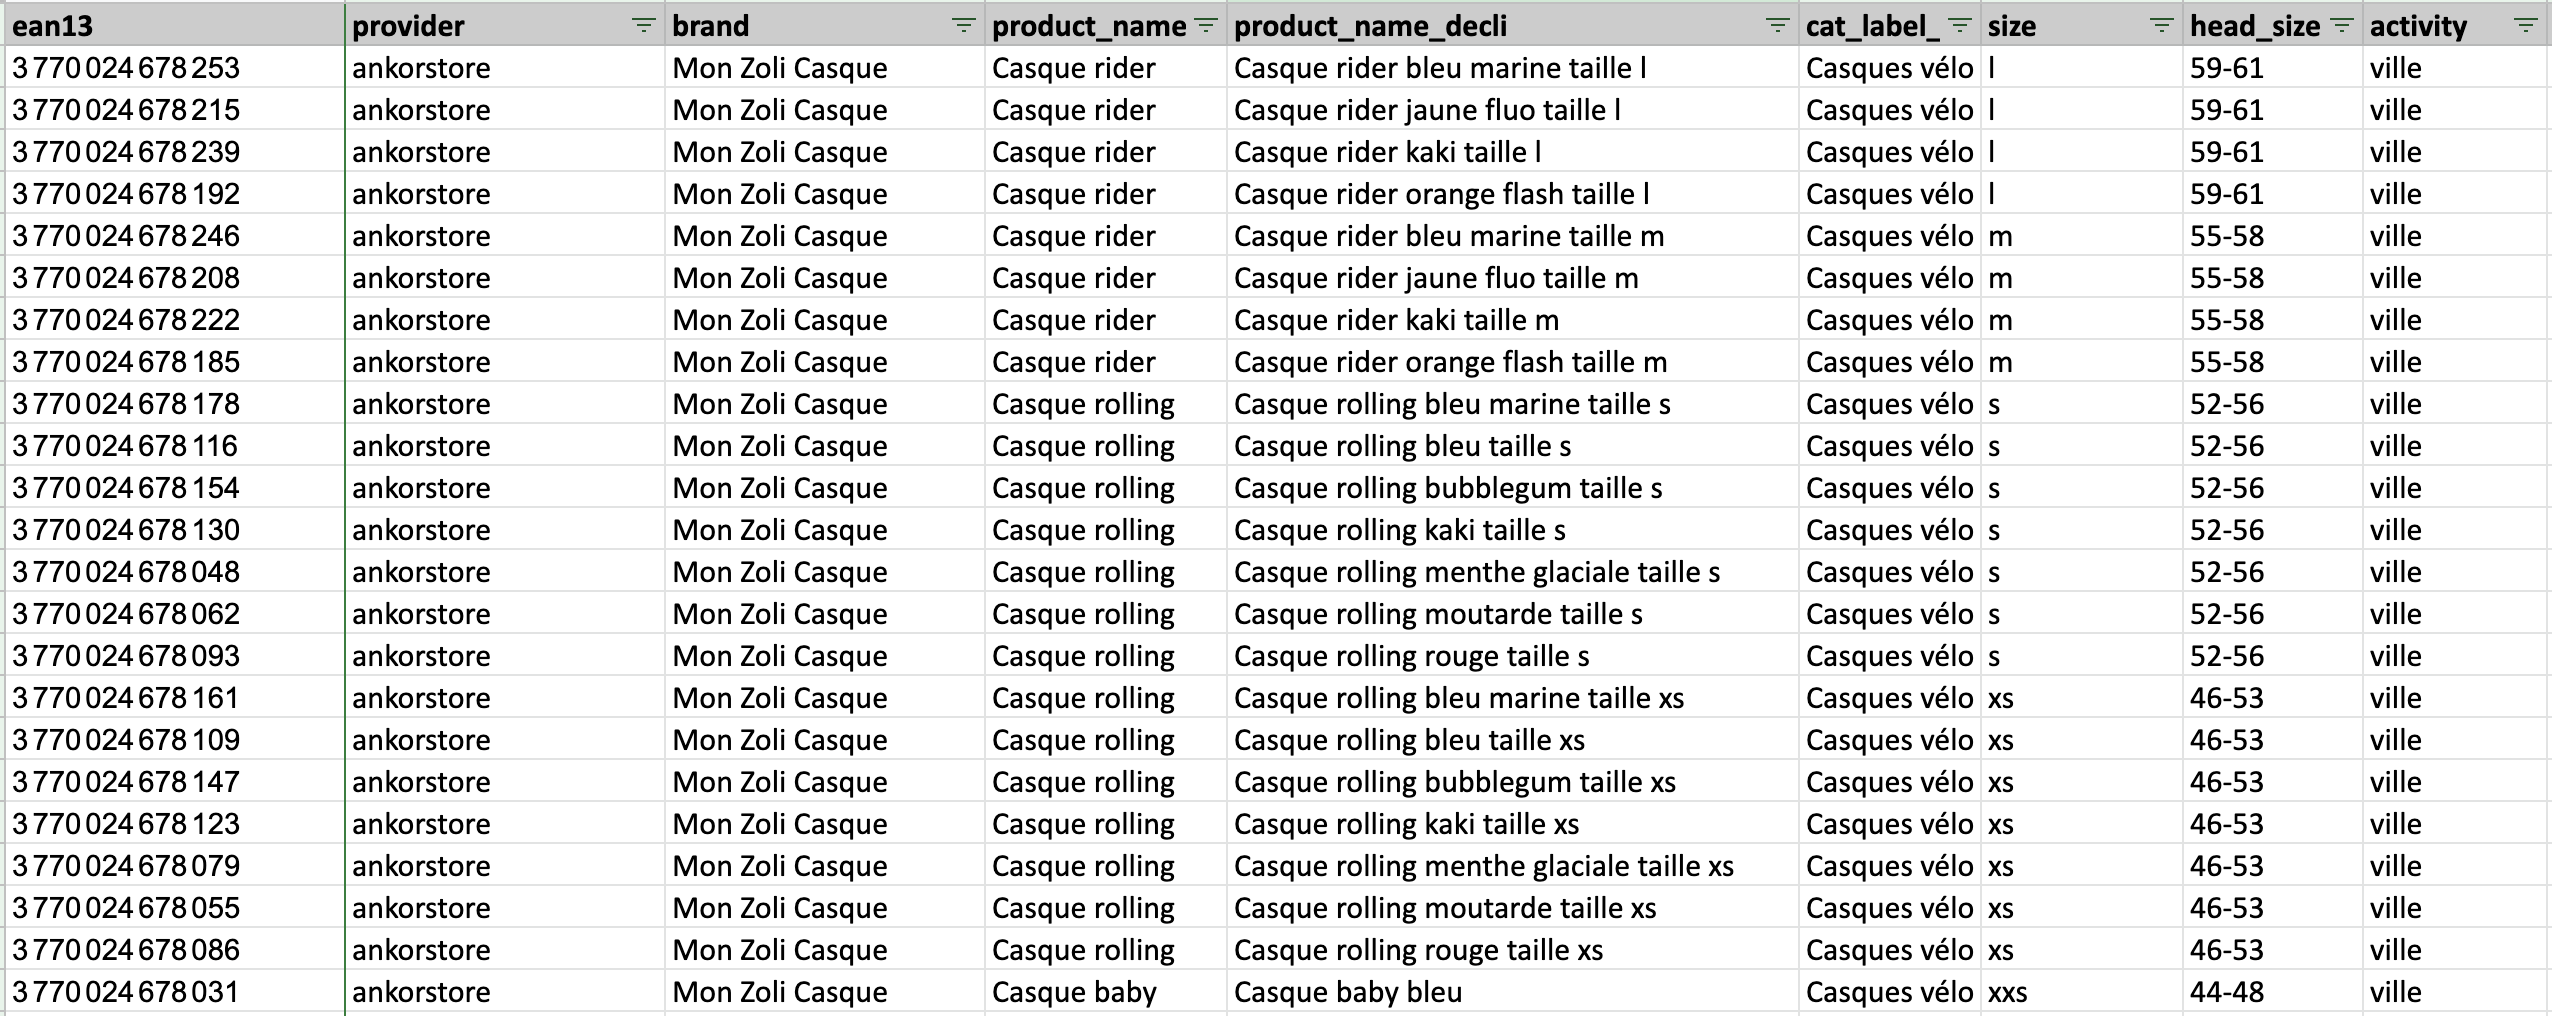 ean13 provider brand product_name product_name_decli cat_label_ size head_size activity
3 770 024 678 253 ankorstore Mon Zoli Casque Casque rider Casque rider bleu marine taille l Casques vélo l 59-61 ville
3 770 024 678 215 ankorstore Mon Zoli Casque Casque rider Casque rider jaune fluo taille l Casques vélo l 59-61 ville
3 770 024 678 239 ankorstore Mon Zoli Casque Casque rider Casque rider kaki taille l Casques vélo l 59-61 ville
3 770 024 678 192 ankorstore Mon Zoli Casque Casque rider Casque rider orange flash taille l Casques vélo l 59-61 ville
3 770 024 678 246 ankorstore Mon Zoli Casque Casque rider Casque rider bleu marine taille m Casques vélo m 55-58 ville
3 770 024 678 208 ankorstore Mon Zoli Casque Casque rider Casque rider jaune fluo taille m Casques vélo m 55-58 ville
3 770 024 678 222 ankorstore Mon Zoli Casque Casque rider Casque rider kaki taille m Casques vélo m 55-58 ville
3 770 024 678 185 ankorstore Mon Zoli Casque Casque rider Casque rider orange flash taille m Casques vélo m 55-58 ville
3 770 024 678 178 ankorstore Mon Zoli Casque Casque rolling Casque rolling bleu marine taille s Casques vélo s 52-56 ville
3 770 024 678 116 ankorstore Mon Zoli Casque Casque rolling Casque rolling bleu taille s Casques vélo s 52-56 ville
3 770 024 678 154 ankorstore Mon Zoli Casque Casque rolling Casque rolling bubblegum taille s Casques vélo s 52-56 ville
3 770 024 678 130 ankorstore Mon Zoli Casque Casque rolling Casque rolling kaki taille s Casques vélo s 52-56 ville
3 770 024 678 048 ankorstore Mon Zoli Casque Casque rolling Casque rolling menthe glaciale taille s Casques vélo s 52-56 ville
3 770 024 678 062 ankorstore Mon Zoli Casque Casque rolling Casque rolling moutarde taille s Casques vélo s 52-56 ville
3 770 024 678 093 ankorstore Mon Zoli Casque Casque rolling Casque rolling rouge taille s Casques vélo s 52-56 ville
3 770 024 678 161 ankorstore Mon Zoli Casque Casque rolling Casque rolling bleu marine taille xs Casques vélo xs 46-53 ville
3 770 024 678 109 ankorstore Mon Zoli Casque Casque rolling Casque rolling bleu taille xs Casques vélo xs 46-53 ville
3 770 024 678 147 ankorstore Mon Zoli Casque Casque rolling Casque rolling bubblegum taille xs Casques vélo xs 46-53 ville
3 770 024 678 123 ankorstore Mon Zoli Casque Casque rolling Casque rolling kaki taille xs Casques vélo xs 46-53 ville
3 770 024 678 079 ankorstore Mon Zoli Casque Casque rolling Casque rolling menthe glaciale taille xs Casques vélo xs 46-53 ville
3 770 024 678 055 ankorstore Mon Zoli Casque Casque rolling Casque rolling moutarde taille xs Casques vélo xs 46-53 ville
3 770 024 678 086 ankorstore Mon Zoli Casque Casque rolling Casque rolling rouge taille xs Casques vélo xs 46-53 ville
3 770 024 678 031 ankorstore Mon Zoli Casque Casque baby Casque baby bleu Casques vélo xxs 44-48 ville